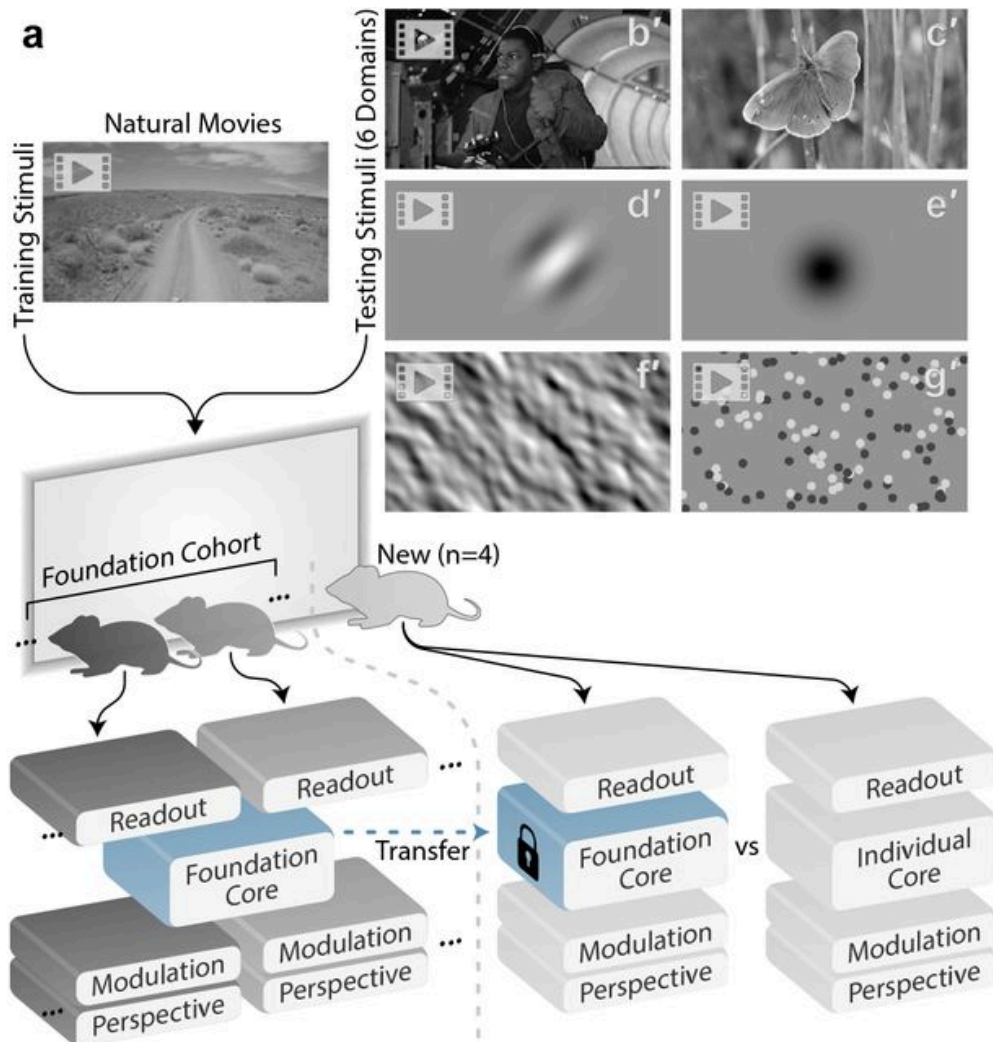 a
Natural Movies
Training Stimuli
Testing Stimuli (6 Domains)
b′
c′
d′
e′
f′
g′
Foundation Cohort
...
...
New (n=4)
Readout
Readout
...
...
Foundation
Core
Transfer
Modulation
Perspective
Modulation
Perspective
...
...
Readout
Foundation
Core
Modulation
Perspective
vs
Readout
Individual
Core
Modulation
Perspective